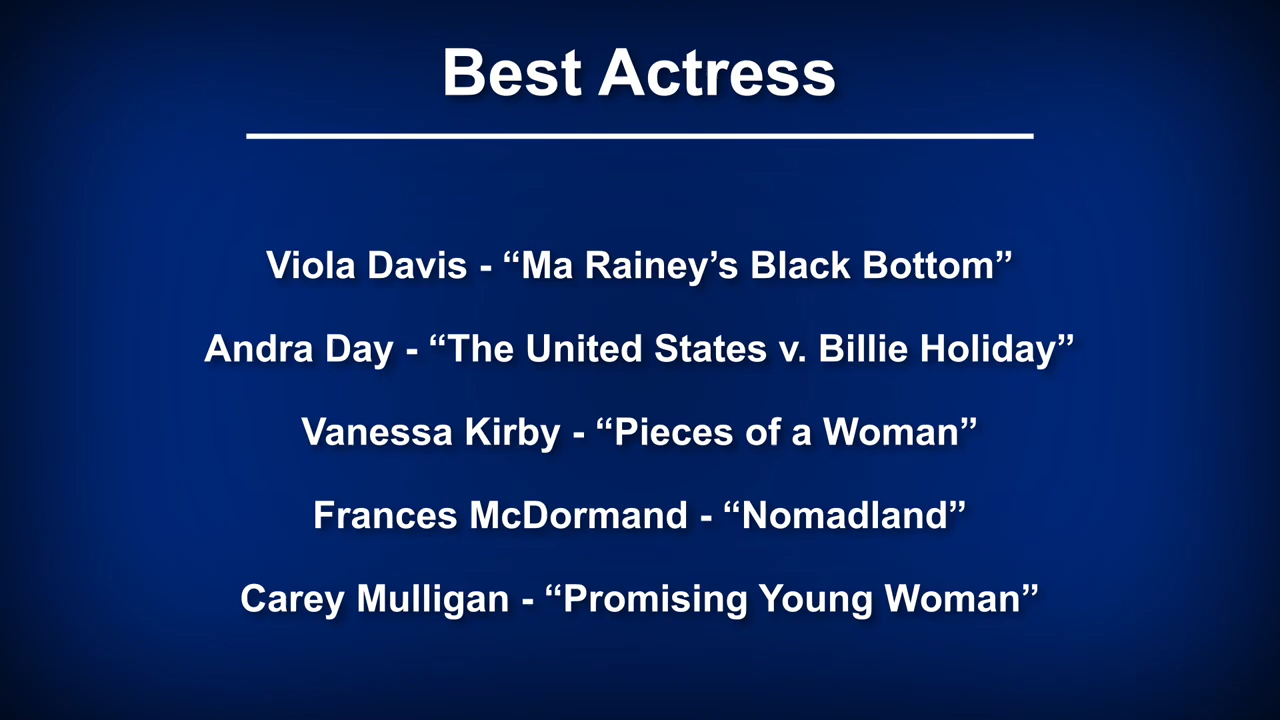 Best Actress
Viola Davis - “Ma Rainey’s Black Bottom”
Andra Day - “The United States v. Billie Holiday”
Vanessa Kirby - “Pieces of a Woman”
Frances McDormand - “Nomadland”
Carey Mulligan - “Promising Young Woman”